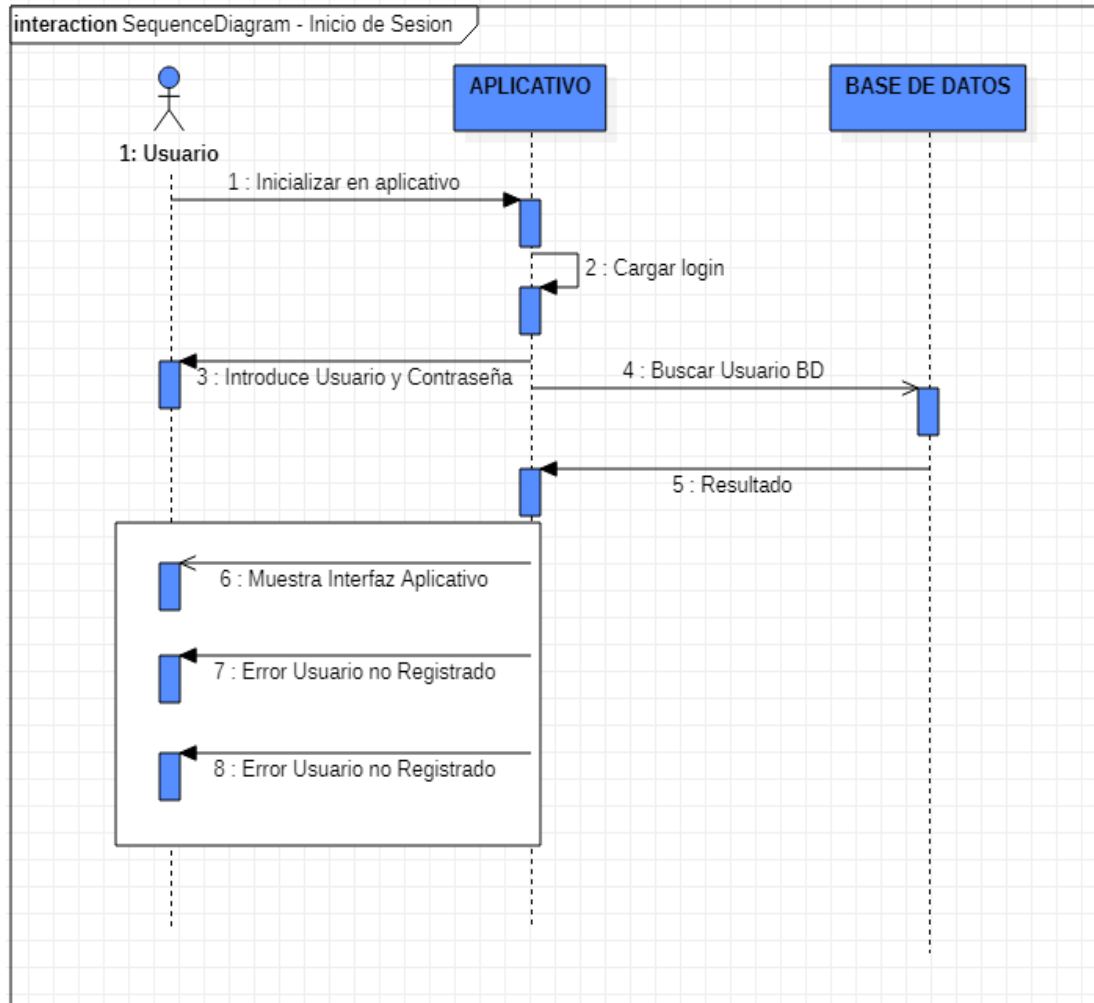 interaction SequenceDiagram - Inicio de Sesion
APLICATIVO
BASE DE DATOS
1: Usuario
1 : Inicializar en aplicativo
2 : Cargar login
3 : Introduce Usuario y Contraseña
4 : Buscar Usuario BD
5 : Resultado
6 : Muestra Interfaz Aplicativo
7 : Error Usuario no Registrado
8 : Error Usuario no Registrado